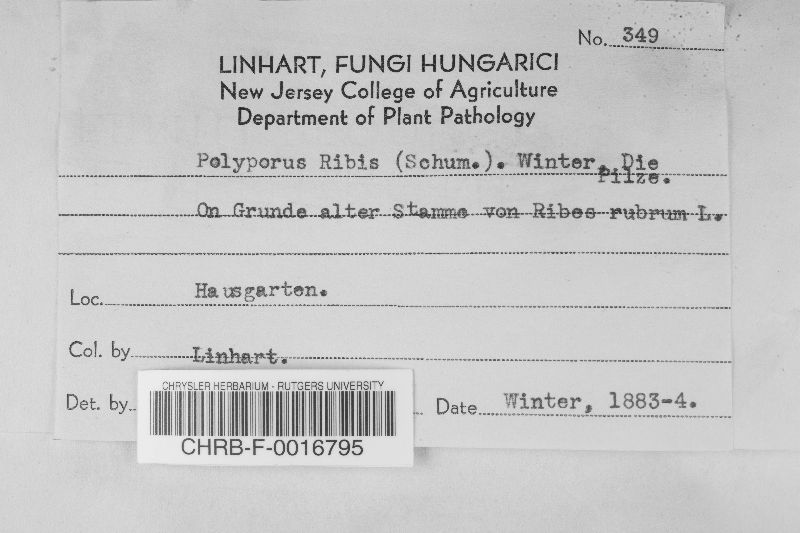 No. 349
LINHART, FUNGI HUNGARICI
New Jersey College of Agriculture
Department of Plant Pathology
Polyporus Ribis (Schum.). Winter, Die
Pilze.
On Grunde alter Stamme von Ribes rubrum L.
Loc. Hausgarten.
Col. by Linhart.
Det. by
Date Winter, 1883-4.
CHRYSLER HERBARIUM - RUTGERS UNIVERSITY
CHRB-F-0016795